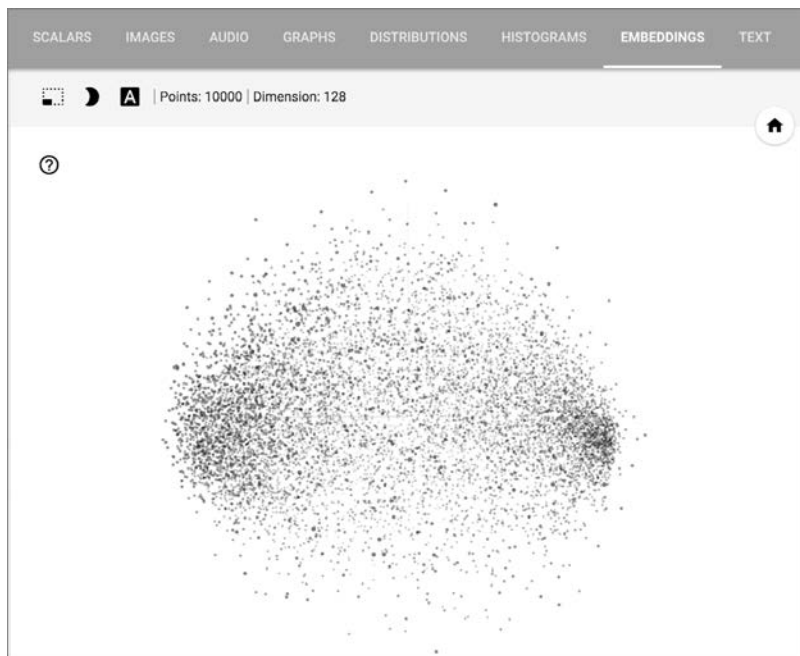 SCALARS IMAGES AUDIO GRAPHS DISTRIBUTIONS HISTOGRAMS EMBEDDINGS TEXT
A | Points: 10000 | Dimension: 128
?